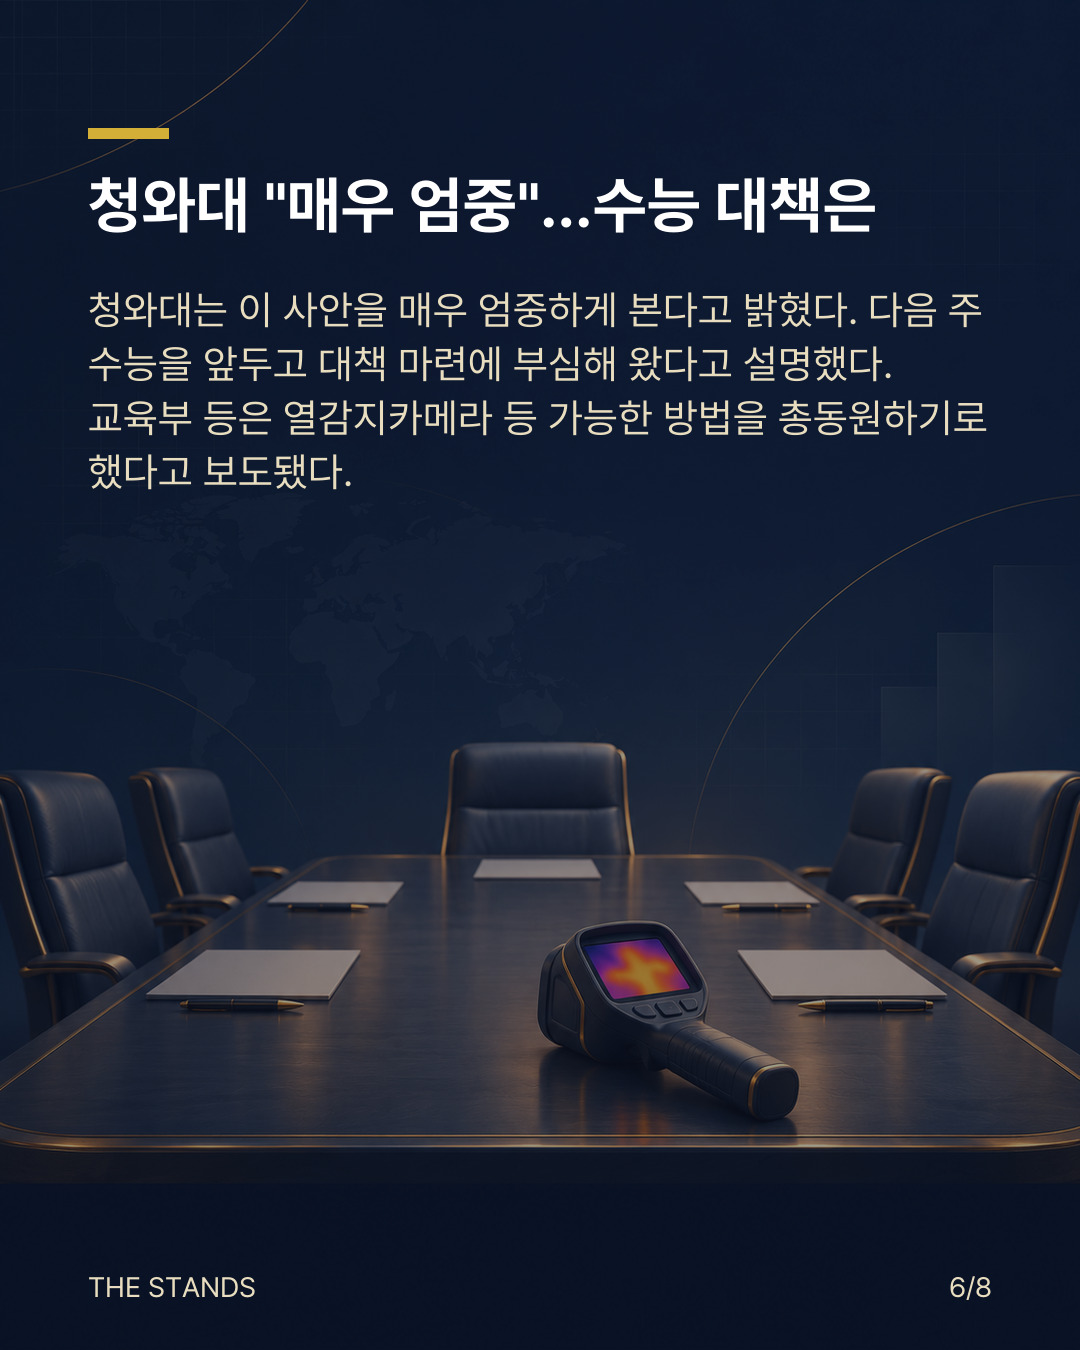 청와대 "매우 엄중"...수능 대책은
청와대는 이 사안을 매우 엄중하게 본다고 밝혔다. 다음 주
수능을 앞두고 대책 마련에 부심해 왔다고 설명했다.
교육부 등은 열감지카메라 등 가능한 방법을 총동원하기로
했다고 보도됐다.
THE STANDS
6/8